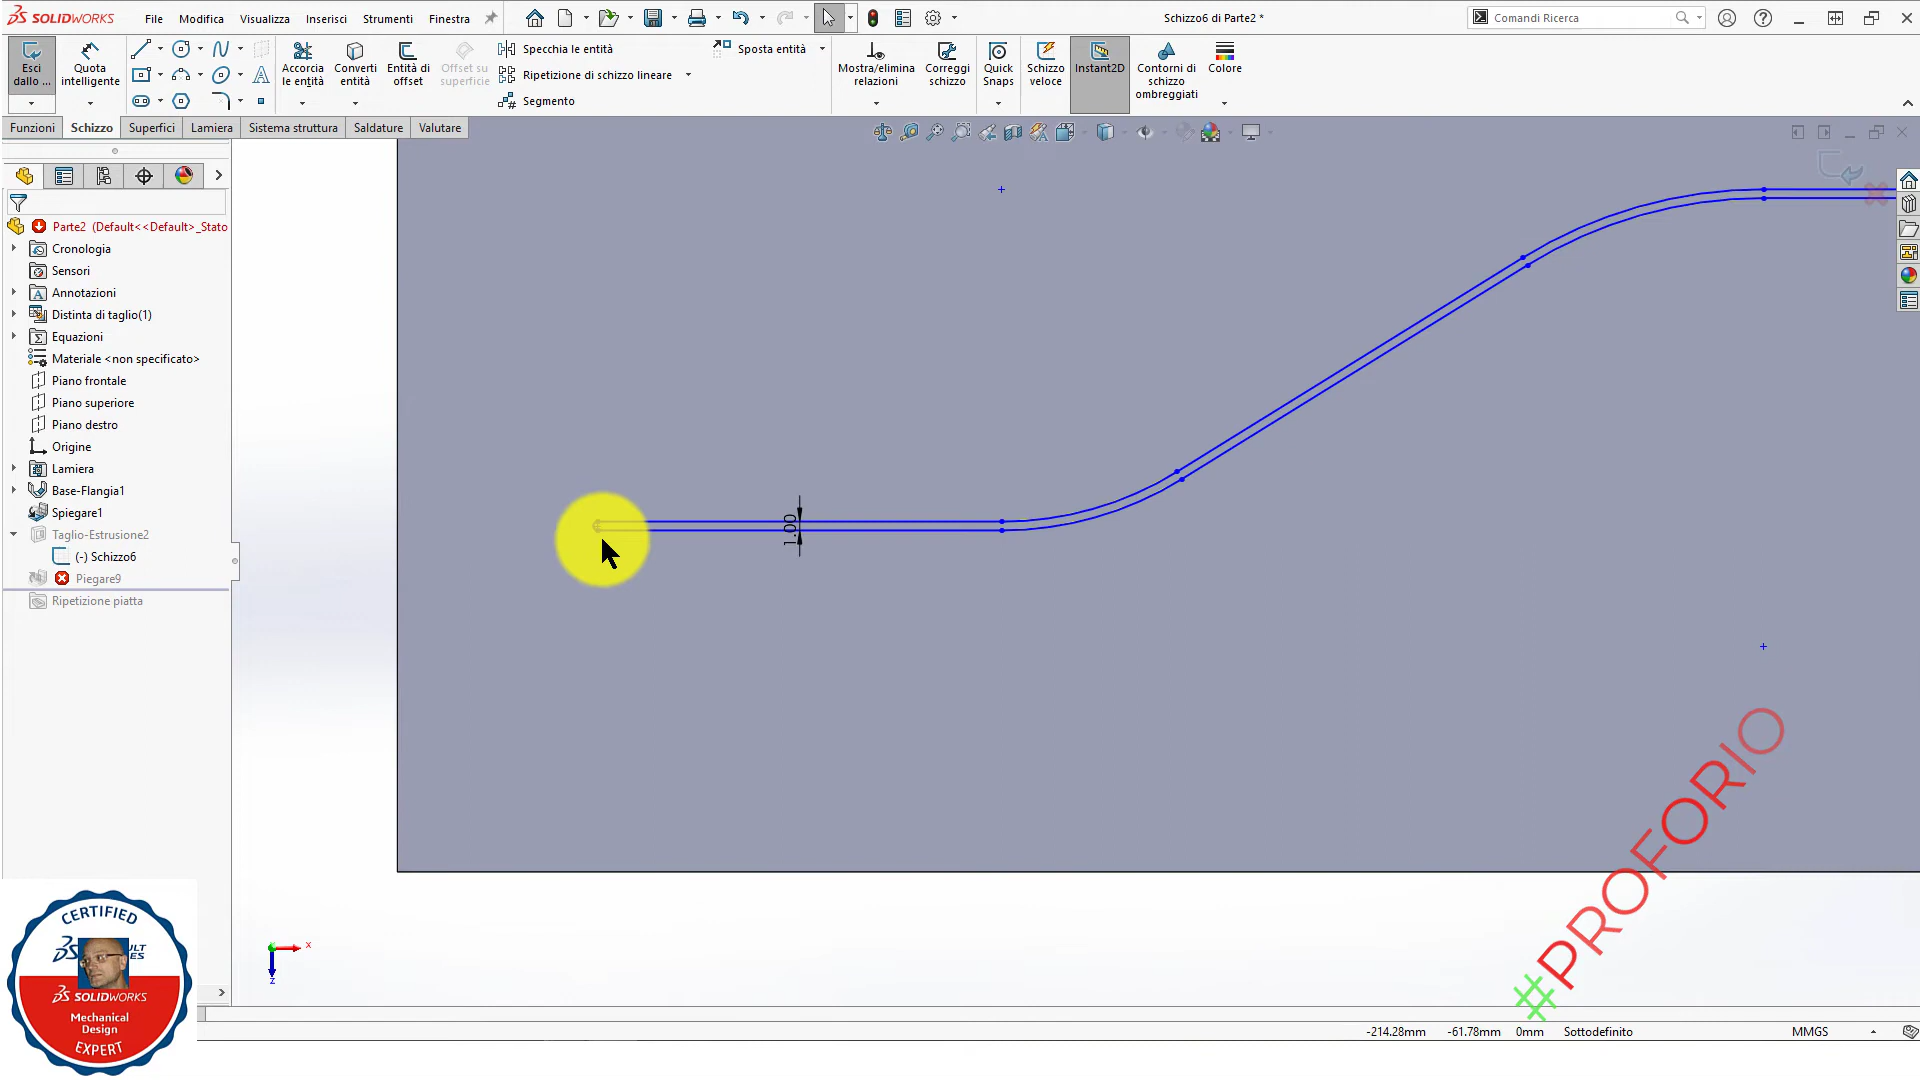 SOLIDWORKS File Modifica Visualizza Inserisci Strumenti Finestra Schizzo6 di Parte2 * Comandi Ricerca
Esci dallo ...
Quota intelligente
Accorcia le entità
Converti entità
Entità di offset
Offset su superficie
Specchia le entità
Ripetizione di schizzo lineare
Segmento
Sposta entità
Mostra/elimina relazioni
Correggi schizzo
Quick Snaps
Schizzo veloce
Instant2D
Contorni di schizzo ombreggiati
Colore
Funzioni Schizzo Superfici Lamiera Sistema struttura Saldature Valutare
Parte2 (Default<<Default>_Stato
Cronologia
Sensori
Annotazioni
Distinta di taglio(1)
Equazioni
Materiale <non specificato>
Piano frontale
Piano superiore
Piano destro
Origine
Lamiera
Base-Flangia1
Spiegare1
Taglio-Estrusione2
(-) Schizzo6
Piegare9
Ripetizione piatta
1.00
#PROFORIO
x
z
CERTIFIED
SOLIDWORKS
Mechanical
Design
EXPERT
-214.28mm -61.78mm 0mm Sottodefinito MMGS